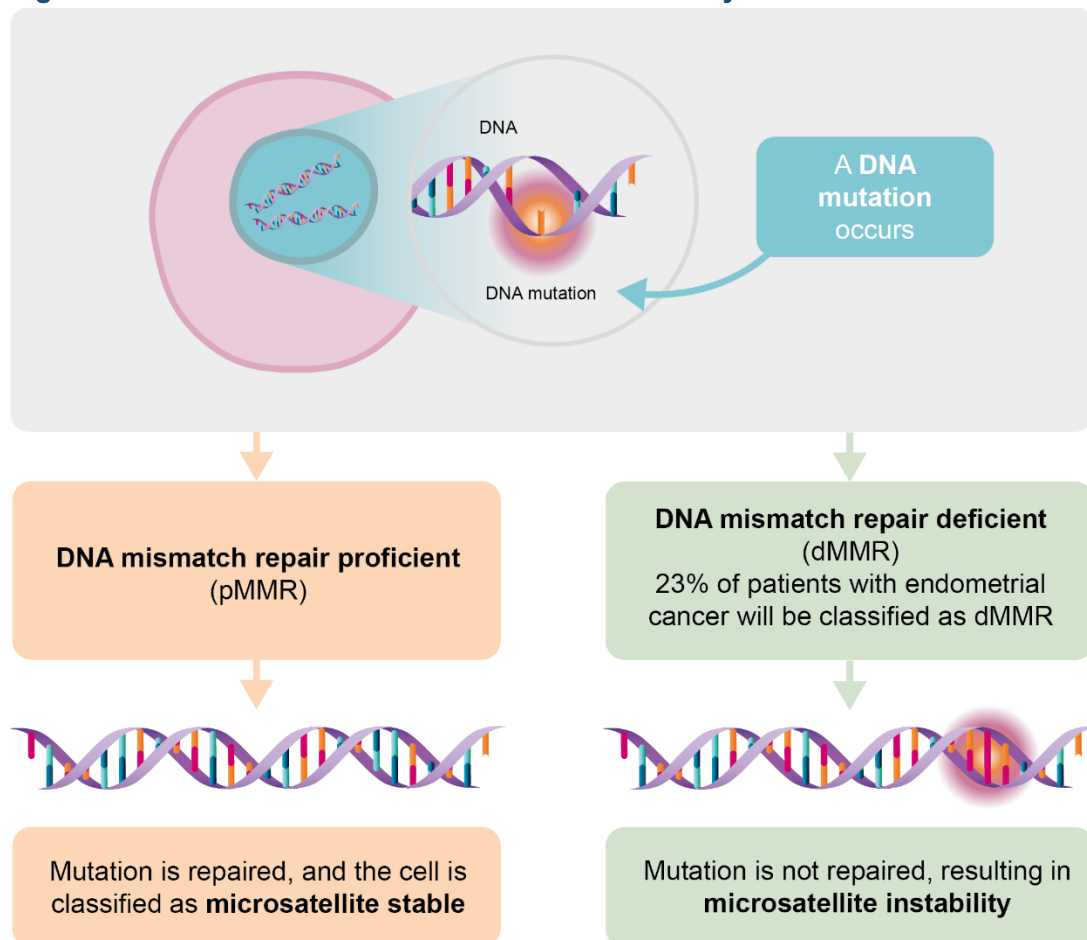 DNA
A DNA
mutation
occurs
DNA mutation
DNA mismatch repair proficient
(pMMR)
DNA mismatch repair deficient
(dMMR)
23% of patients with endometrial
cancer will be classified as dMMR
Mutation is repaired, and the cell is
classified as microsatellite stable
Mutation is not repaired, resulting in
microsatellite instability